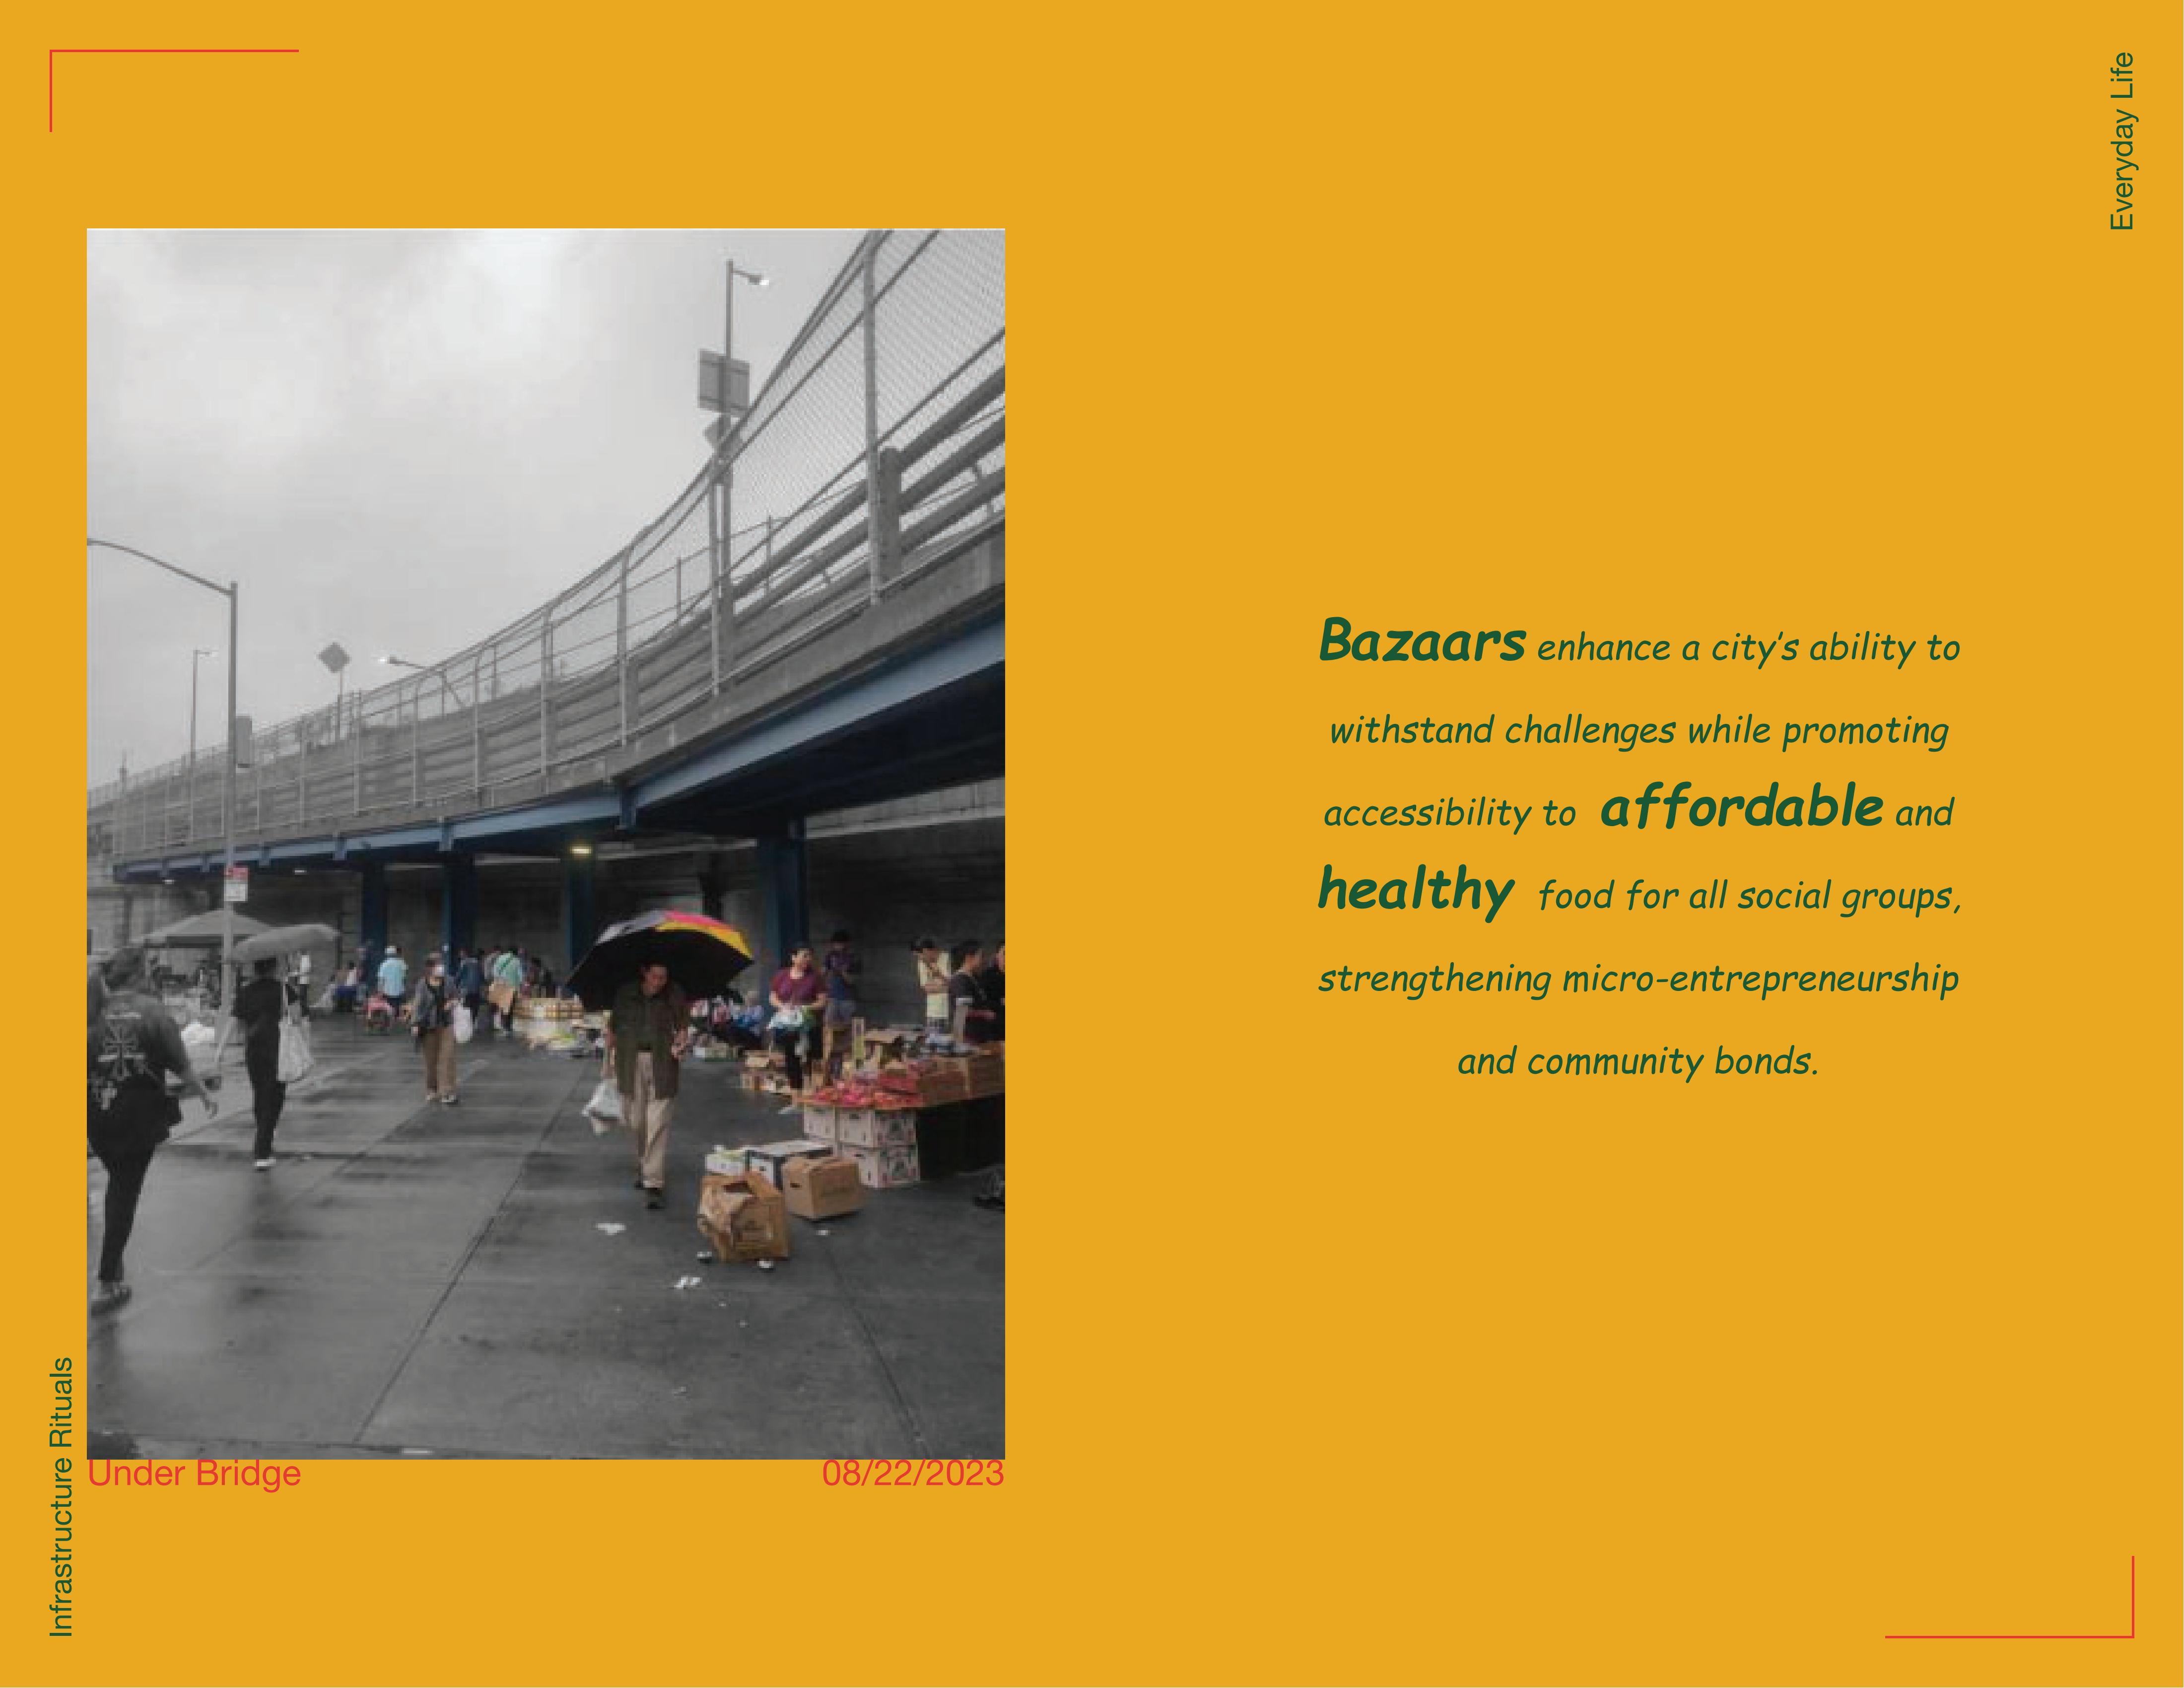 Everyday Life
Bazaars enhance a city's ability to
withstand challenges while promoting
accessibility to affordable and
healthy food for all social groups,
strengthening micro-entrepreneurship
and community bonds.
Infrastructure Rituals
Under Bridge
08/22/2023